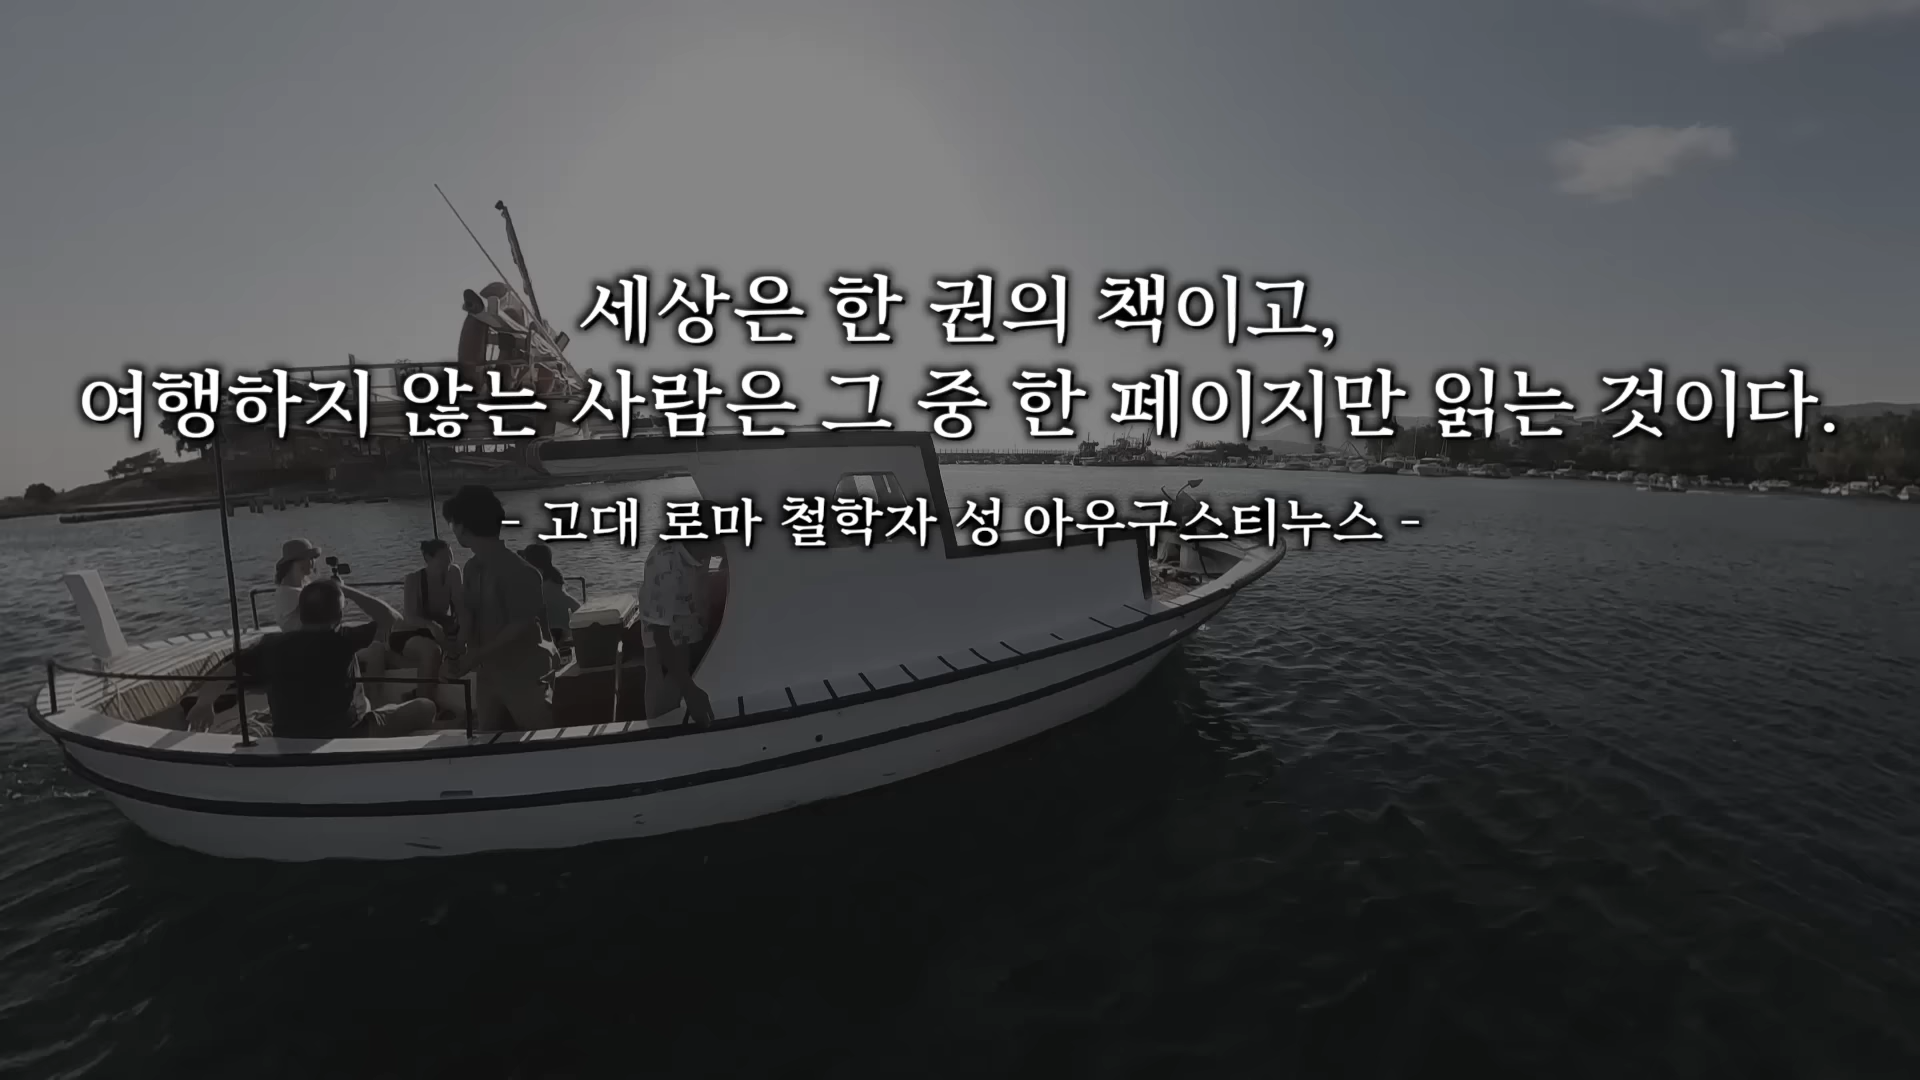 세상은 한 권의 책이고,
여행하지 않는 사람은 그 중 한 페이지만 읽는 것이다.
- 고대 로마 철학자 성 아우구스티누스 -